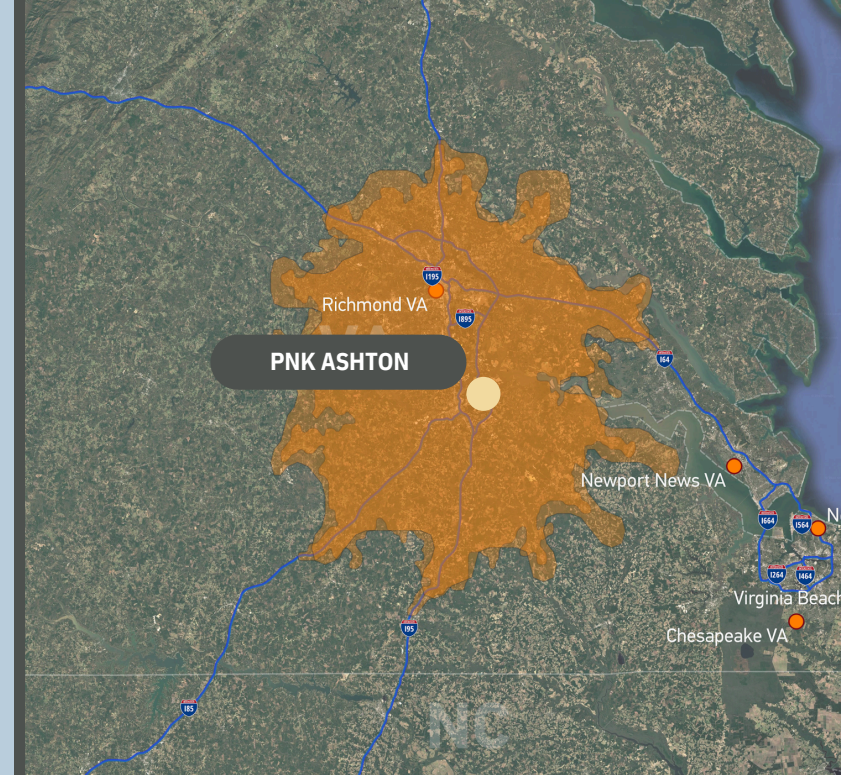 I195
Richmond VA
I895
VA
PNK ASHTON
I64
Newport News VA
I664
I564
I264
I464
Virginia Beach
I95
Chesapeake VA
I85
NC